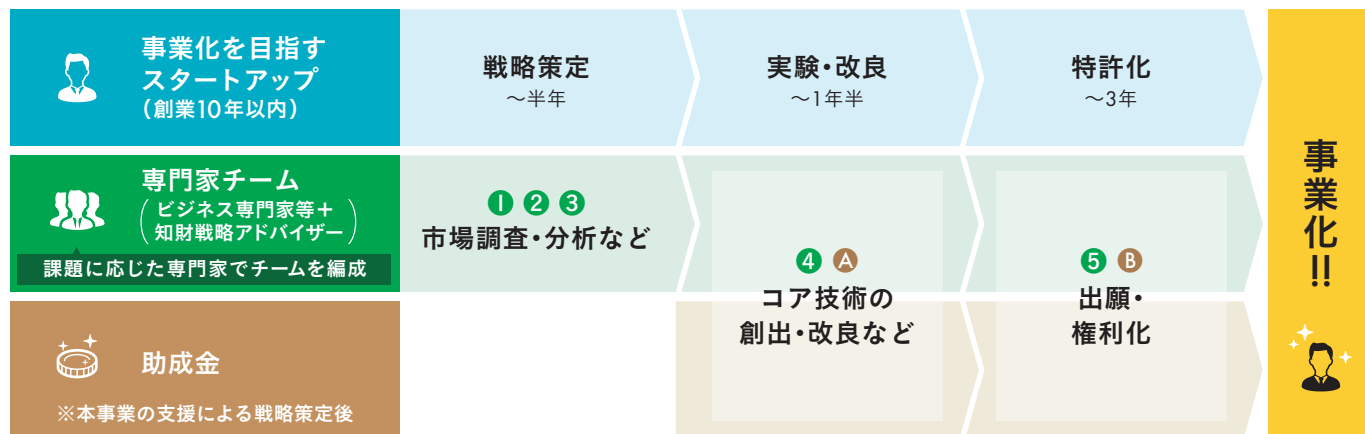 事業化を目指す
スタートアップ
(創業10年以内)
戦略策定
~半年
実験・改良
~1年半
特許化
~3年
専門家チーム
(ビジネス専門家等+
知財戦略アドバイザー)
課題に応じた専門家でチームを編成
1 2 3
市場調査・分析など
4 A
コア技術の
創出・改良など
5 B
出願・
権利化
助成金
※本事業の支援による戦略策定後
事業化!!